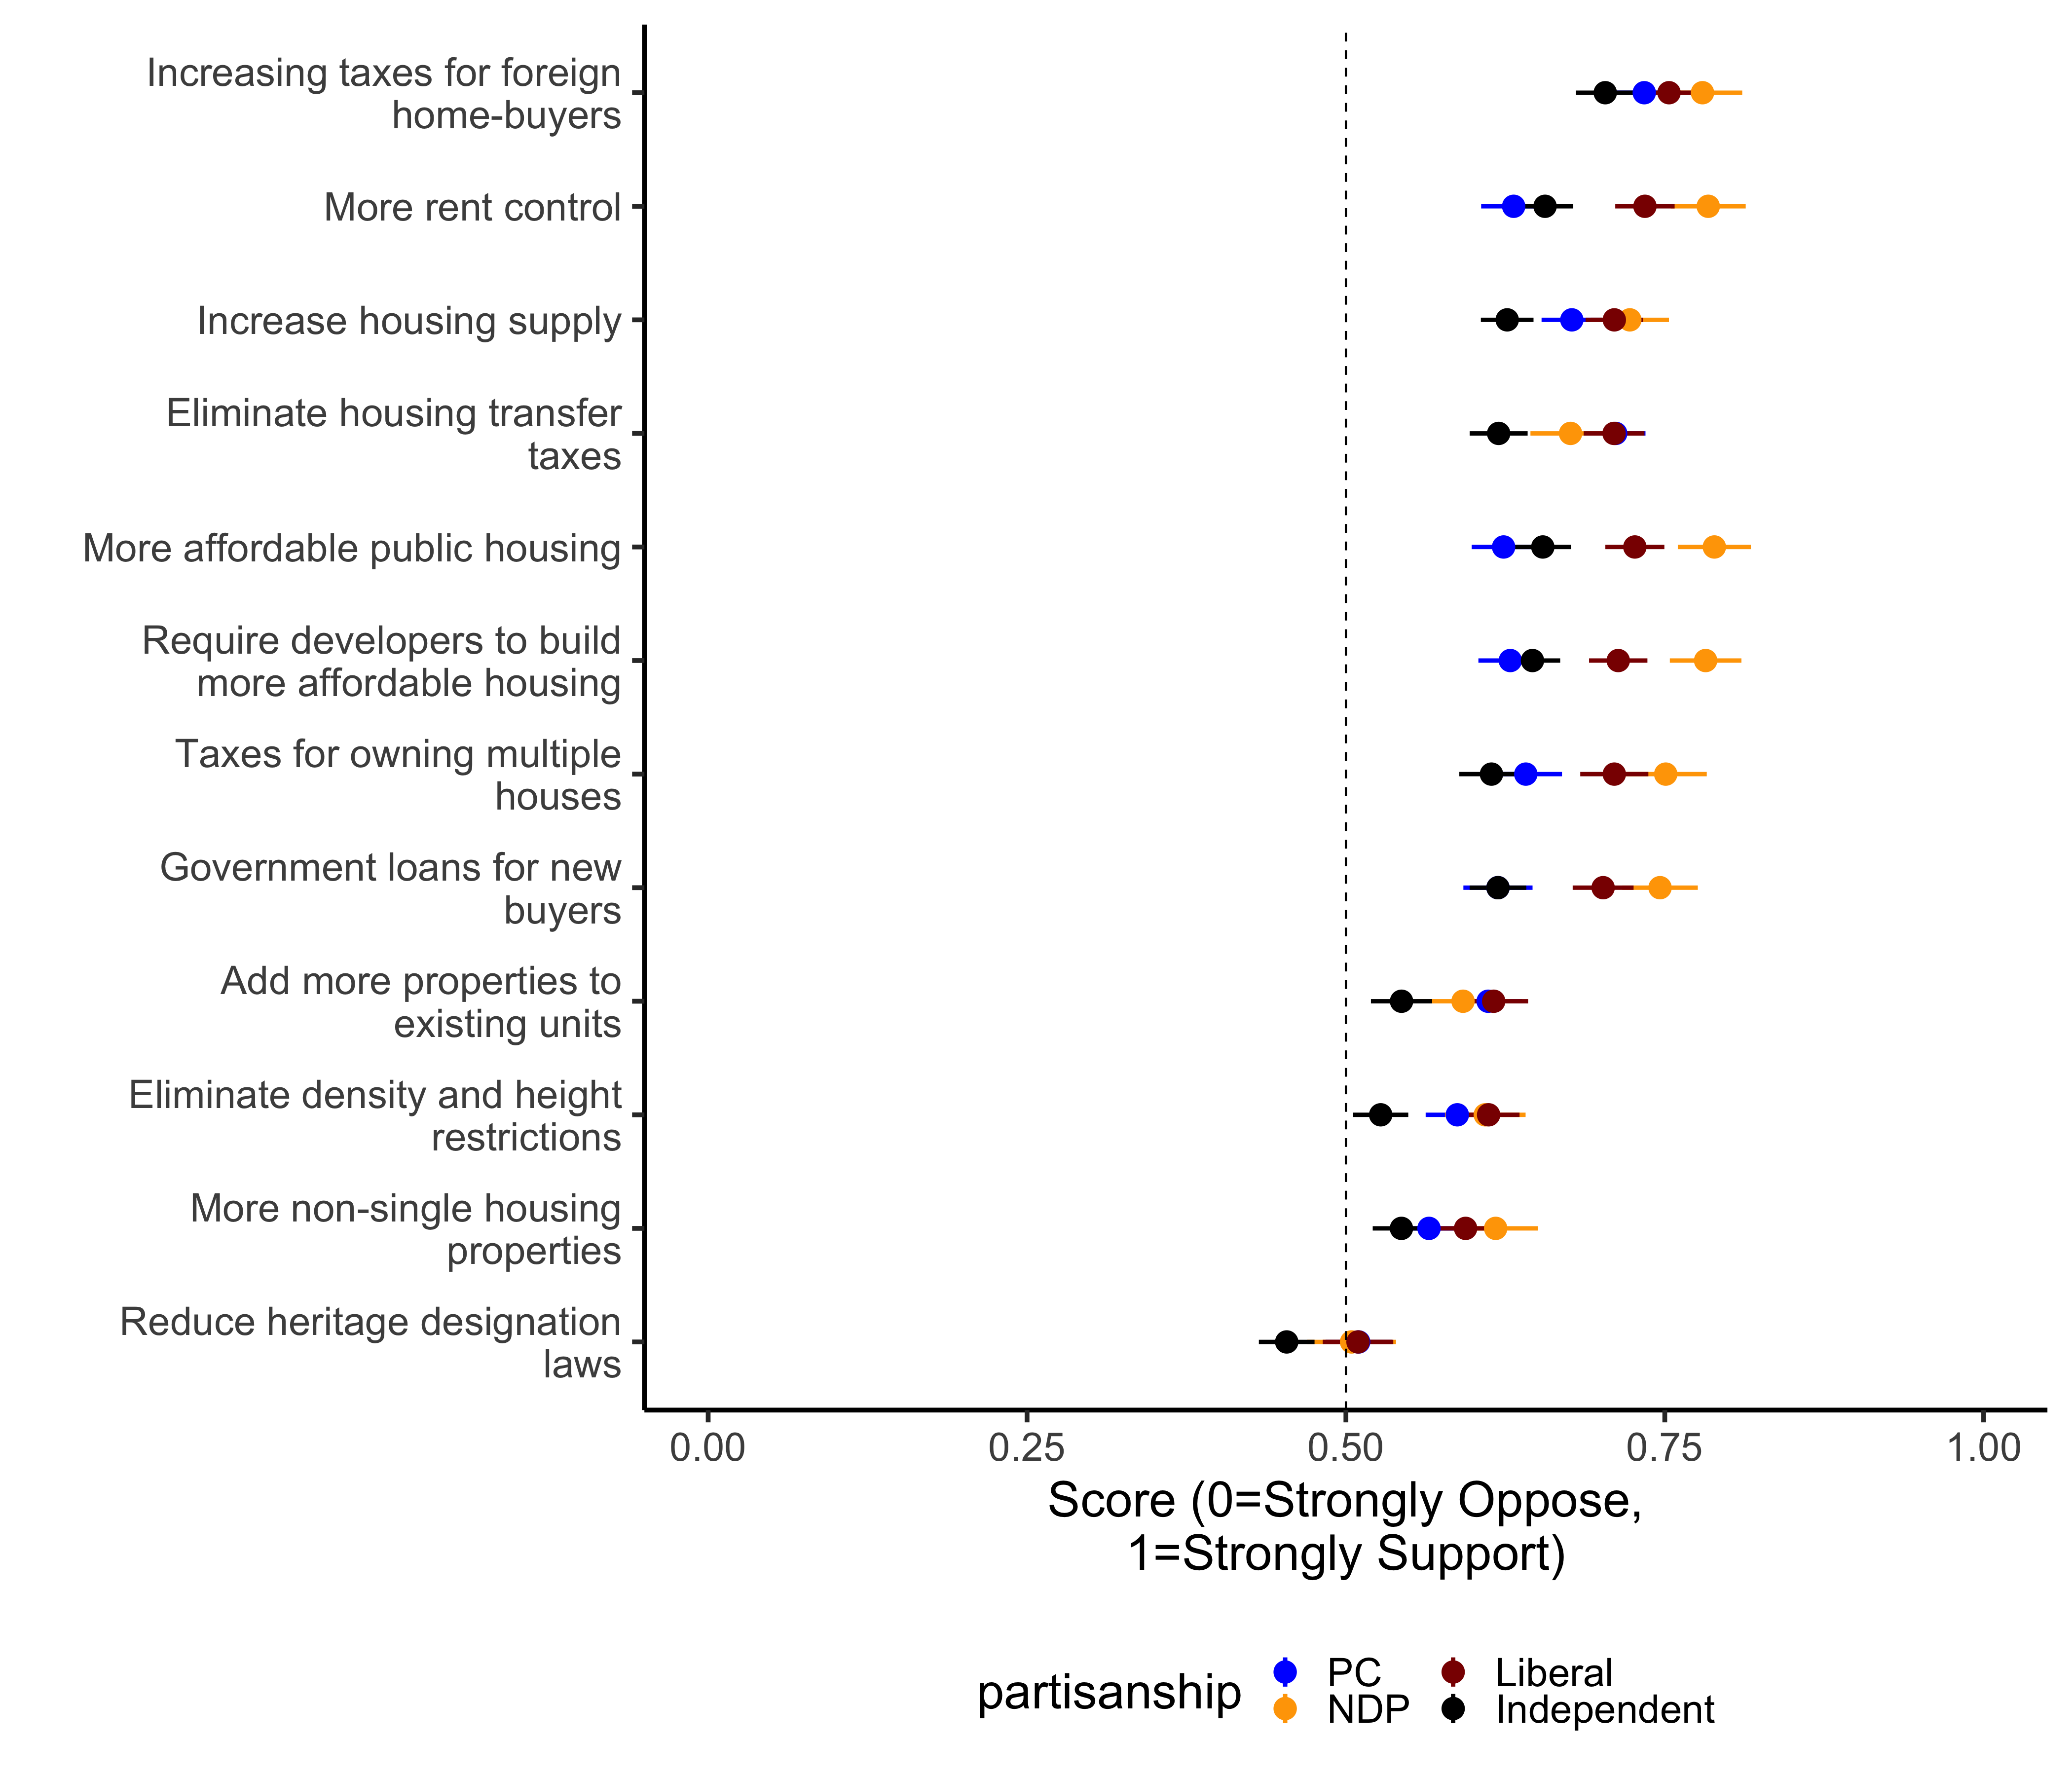 Increasing taxes for foreign
home-buyers
More rent control
Increase housing supply
Eliminate housing transfer
taxes
More affordable public housing
Require developers to build
more affordable housing
Taxes for owning multiple
houses
Government loans for new
buyers
Add more properties to
existing units
Eliminate density and height
restrictions
More non-single housing
properties
Reduce heritage designation
laws
0.00 0.25 0.50 0.75 1.00
Score (0=Strongly Oppose,
1=Strongly Support)
partisanship
PC Liberal
NDP Independent